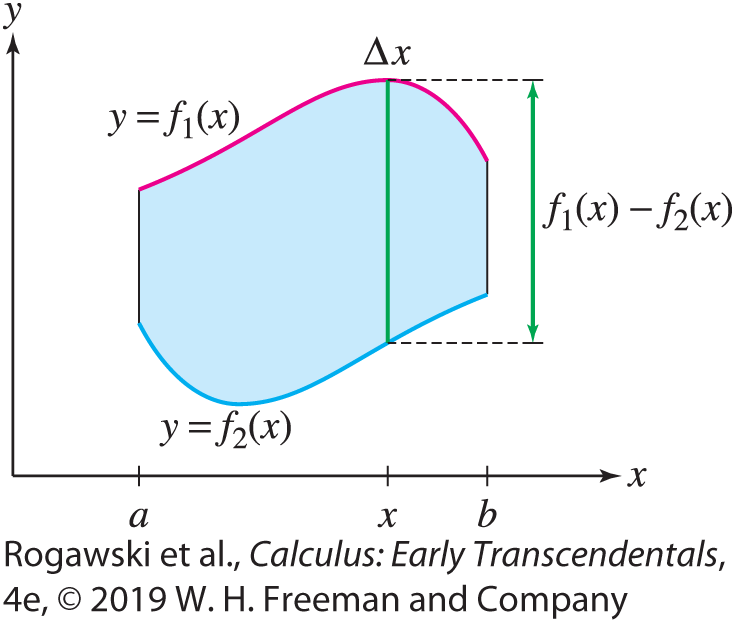 y
Δx
y = f₁(x)
f₁(x) − f₂(x)
y = f₂(x)
x
a
x
b
Rogawski et al., Calculus: Early Transcendentals,
4e, © 2019 W. H. Freeman and Company